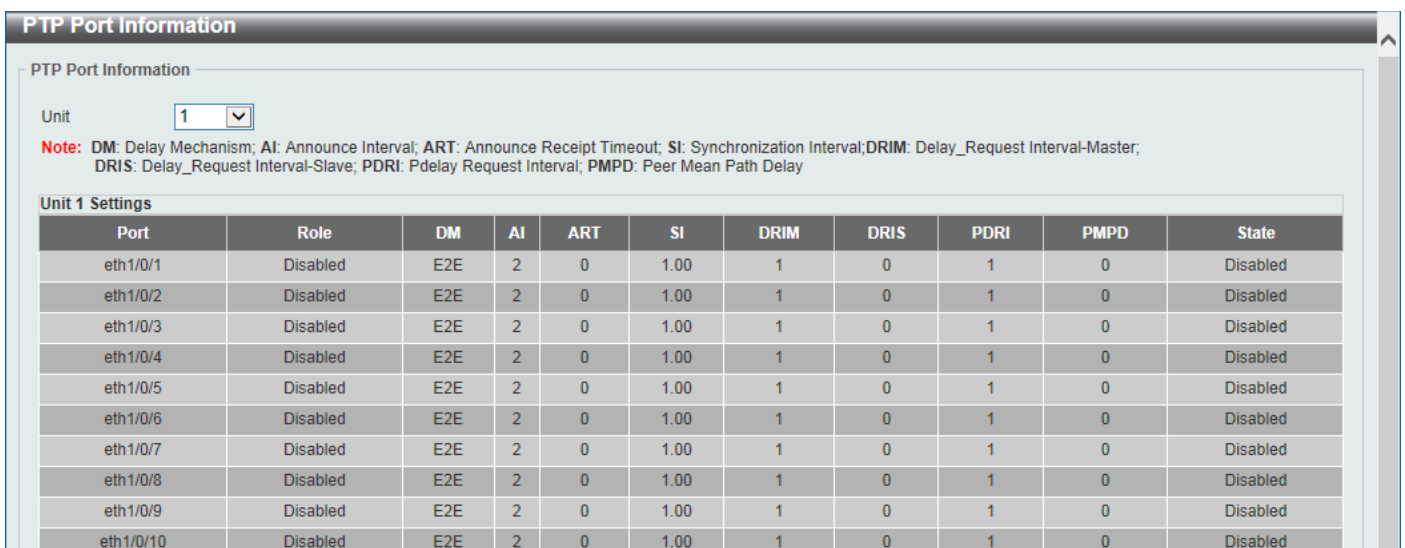 PTP Port Information
PTP Port Information
Unit 1
Note: DM: Delay Mechanism; AI: Announce Interval; ART: Announce Receipt Timeout; SI: Synchronization Interval;DRIM: Delay_Request Interval-Master;
DRIS: Delay_Request Interval-Slave; PDRI: Pdelay Request Interval; PMPD: Peer Mean Path Delay
Unit 1 Settings
Port Role DM AI ART SI DRIM DRIS PDRI PMPD State
eth1/0/1 Disabled E2E 2 0 1.00 1 0 1 0 Disabled
eth1/0/2 Disabled E2E 2 0 1.00 1 0 1 0 Disabled
eth1/0/3 Disabled E2E 2 0 1.00 1 0 1 0 Disabled
eth1/0/4 Disabled E2E 2 0 1.00 1 0 1 0 Disabled
eth1/0/5 Disabled E2E 2 0 1.00 1 0 1 0 Disabled
eth1/0/6 Disabled E2E 2 0 1.00 1 0 1 0 Disabled
eth1/0/7 Disabled E2E 2 0 1.00 1 0 1 0 Disabled
eth1/0/8 Disabled E2E 2 0 1.00 1 0 1 0 Disabled
eth1/0/9 Disabled E2E 2 0 1.00 1 0 1 0 Disabled
eth1/0/10 Disabled E2E 2 0 1.00 1 0 1 0 Disabled